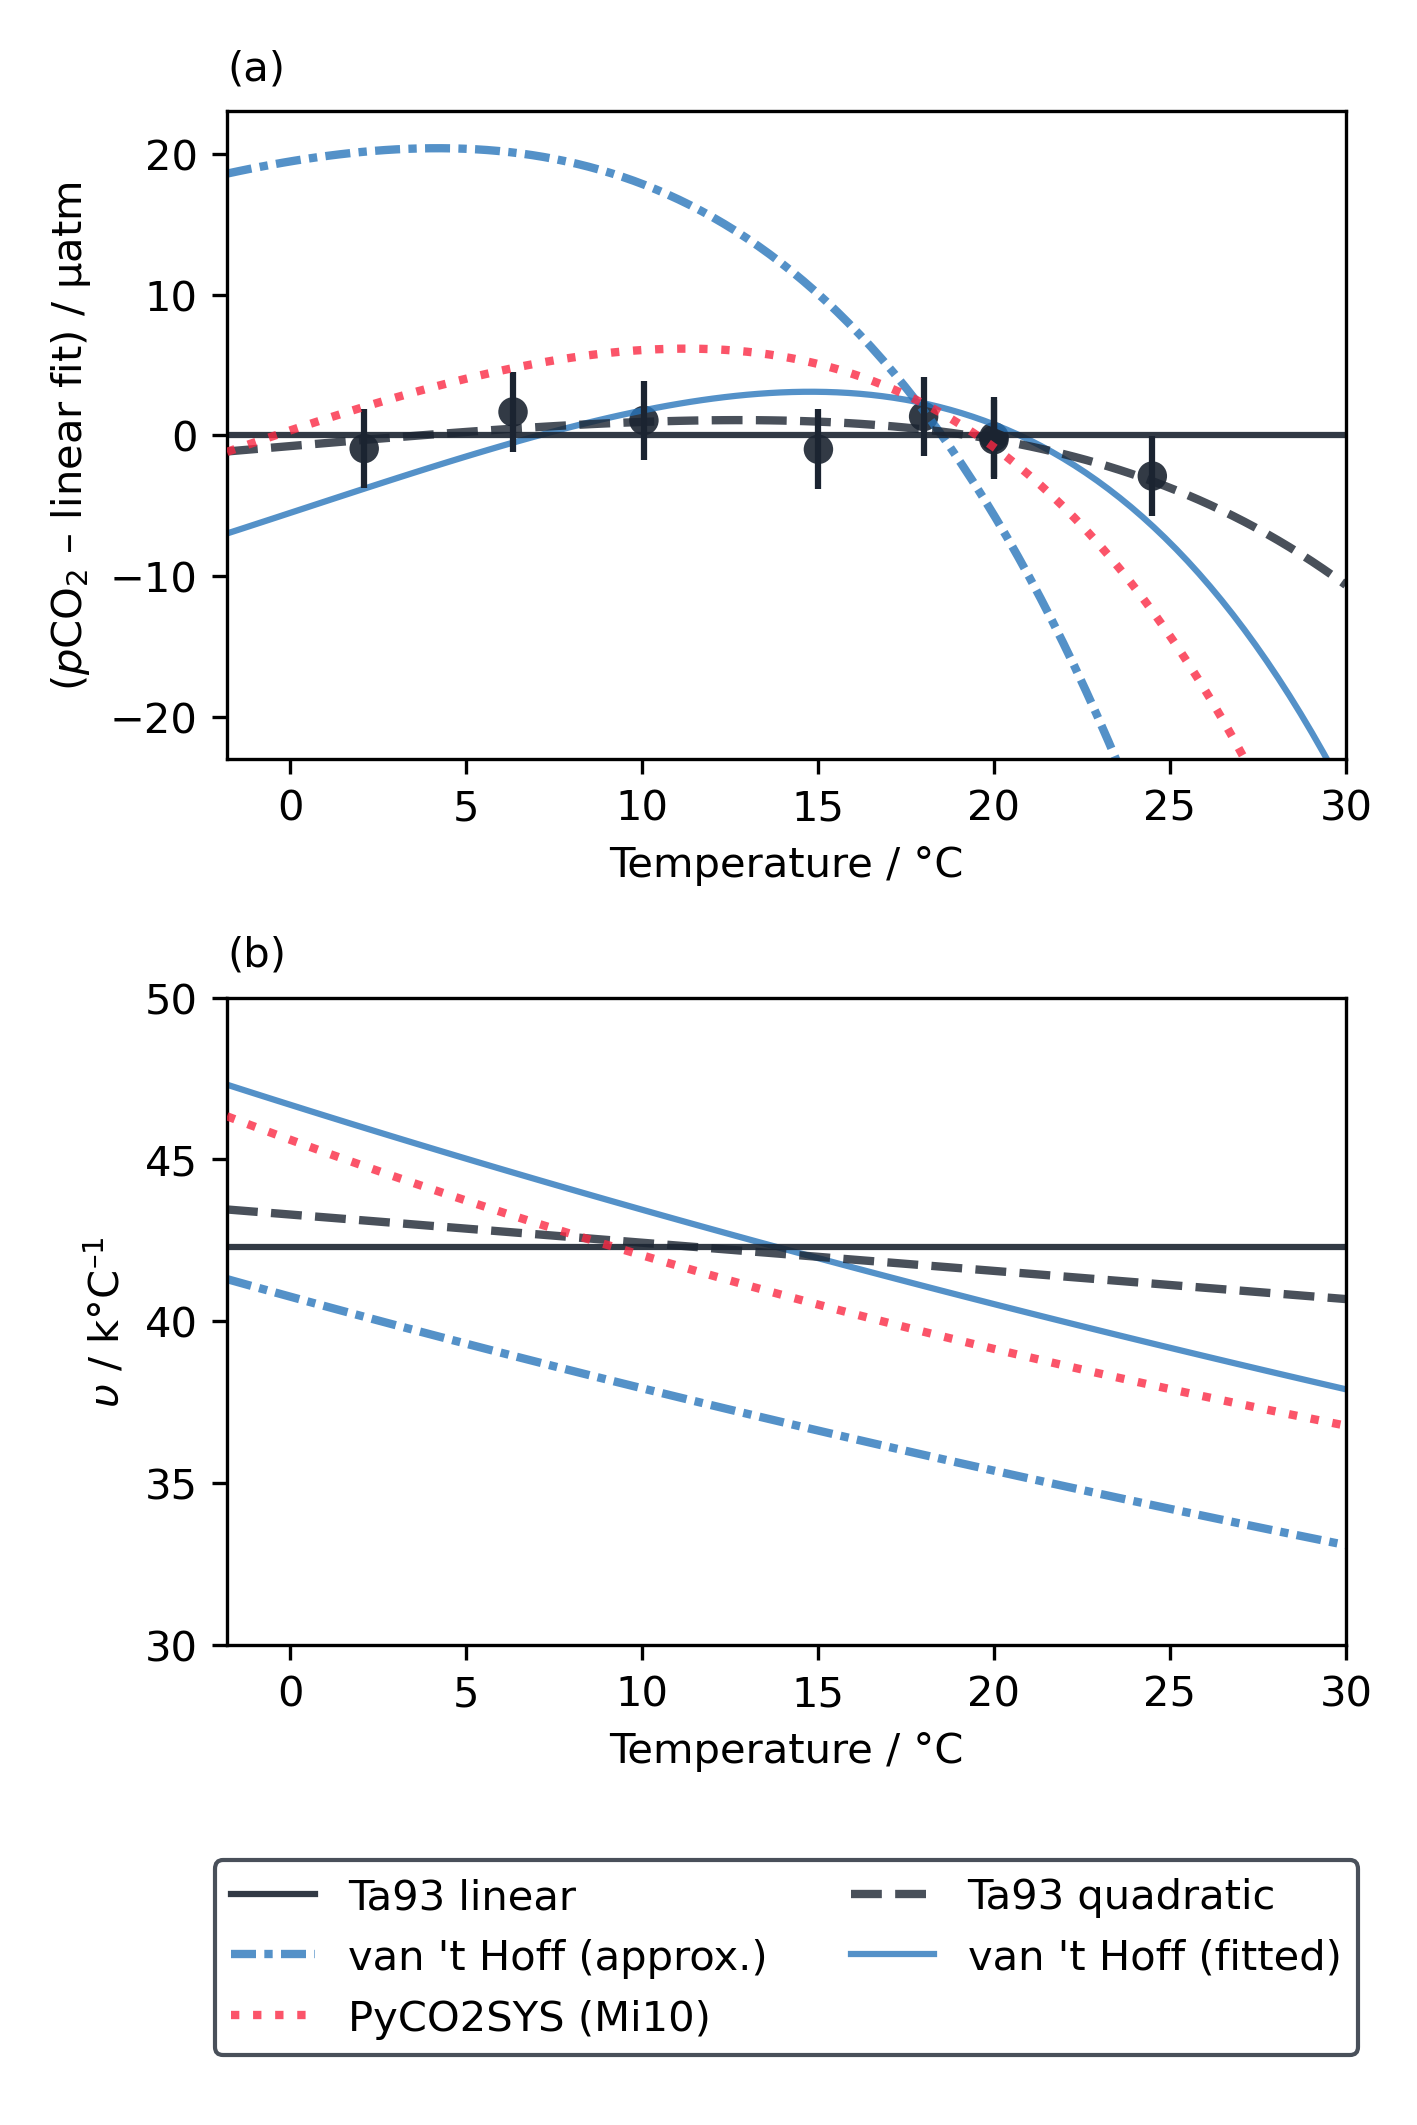 (a)
20
10
0
−10
−20
(pCO₂ – linear fit) / µatm
0 5 10 15 20 25 30
Temperature / °C
(b)
50
45
40
35
30
υ / k°C⁻¹
0 5 10 15 20 25 30
Temperature / °C
Ta93 linear Ta93 quadratic
van 't Hoff (approx.) van 't Hoff (fitted)
PyCO2SYS (Mi10)